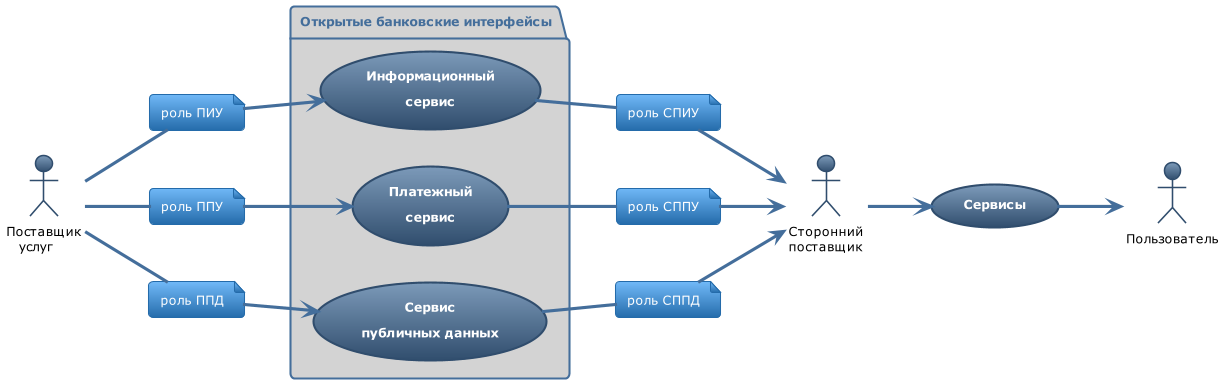 Открытые банковские интерфейсы
Информационный
сервис
роль ПИУ
роль СПИУ
Платежный
сервис
роль ППУ
роль СППУ
Сервисы
Поставщик
услуг
Сторонний
поставщик
Пользователь
роль ППД
роль СППД
Сервис
публичных данных